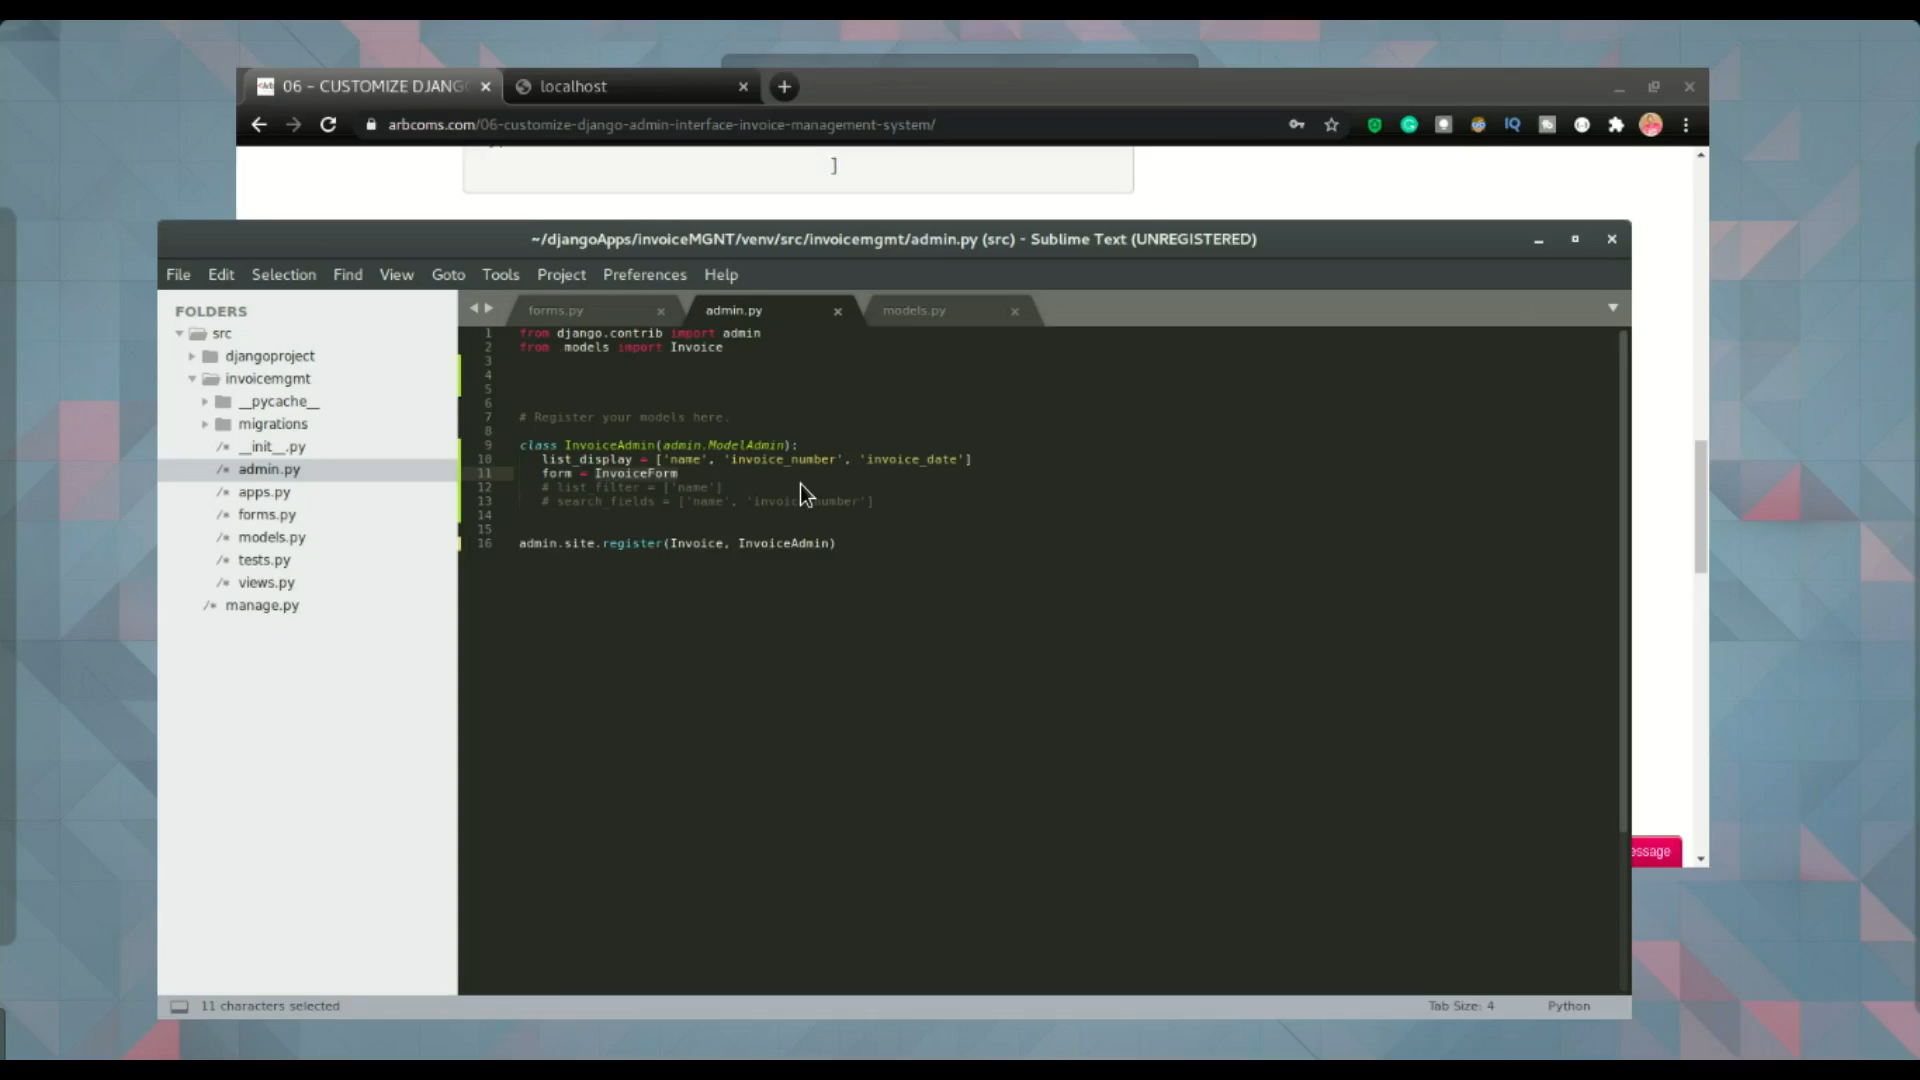 06 – CUSTOMIZE DJANG
localhost
arbcoms.com/06-customize-django-admin-interface-invoice-management-system/
IQ
]
~/djangoApps/invoiceMGNT/venv/src/invoicemgmt/admin.py (src) - Sublime Text (UNREGISTERED)
File Edit Selection Find View Goto Tools Project Preferences Help
FOLDERS
src
djangoproject
invoicemgmt
__pycache__
migrations
/* __init__.py
/* admin.py
/* apps.py
/* forms.py
/* models.py
/* tests.py
/* views.py
/* manage.py
forms.py admin.py models.py
1 from django.contrib import admin
2 from models import Invoice
3
4
5
6
7 # Register your models here.
8
9 class InvoiceAdmin(admin.ModelAdmin):
10 list_display = ['name', 'invoice_number', 'invoice_date']
11 form = InvoiceForm
12 # list_filter = ['name']
13 # search_fields = ['name', 'invoice_number']
14
15
16 admin.site.register(Invoice, InvoiceAdmin)
essage
11 characters selected
Tab Size: 4
Python